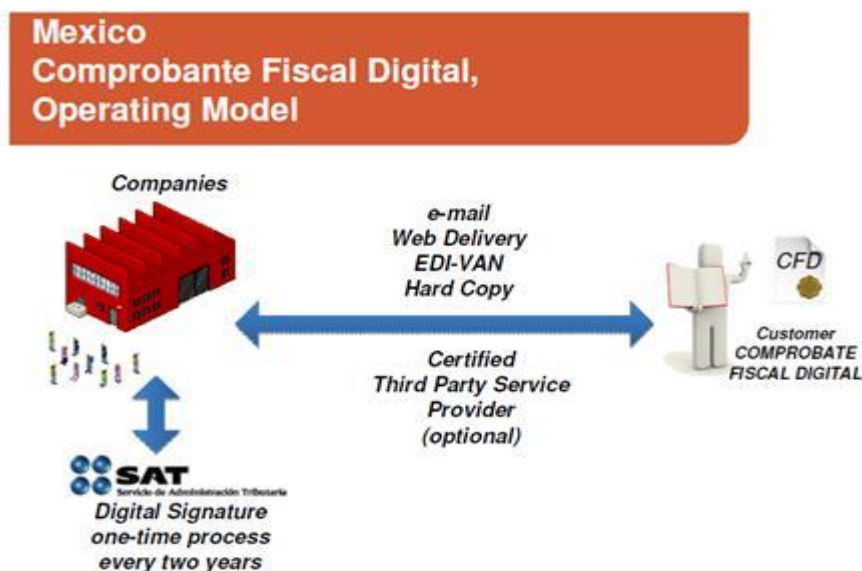 Mexico
Comprobante Fiscal Digital,
Operating Model
Companies
e-mail
Web Delivery
EDI-VAN
Hard Copy
CFD
Customer
COMPROBATE
FISCAL DIGITAL
Certified
Third Party Service
Provider
(optional)
SAT
Servicio de Administración Tributaria
Digital Signature
one-time process
every two years